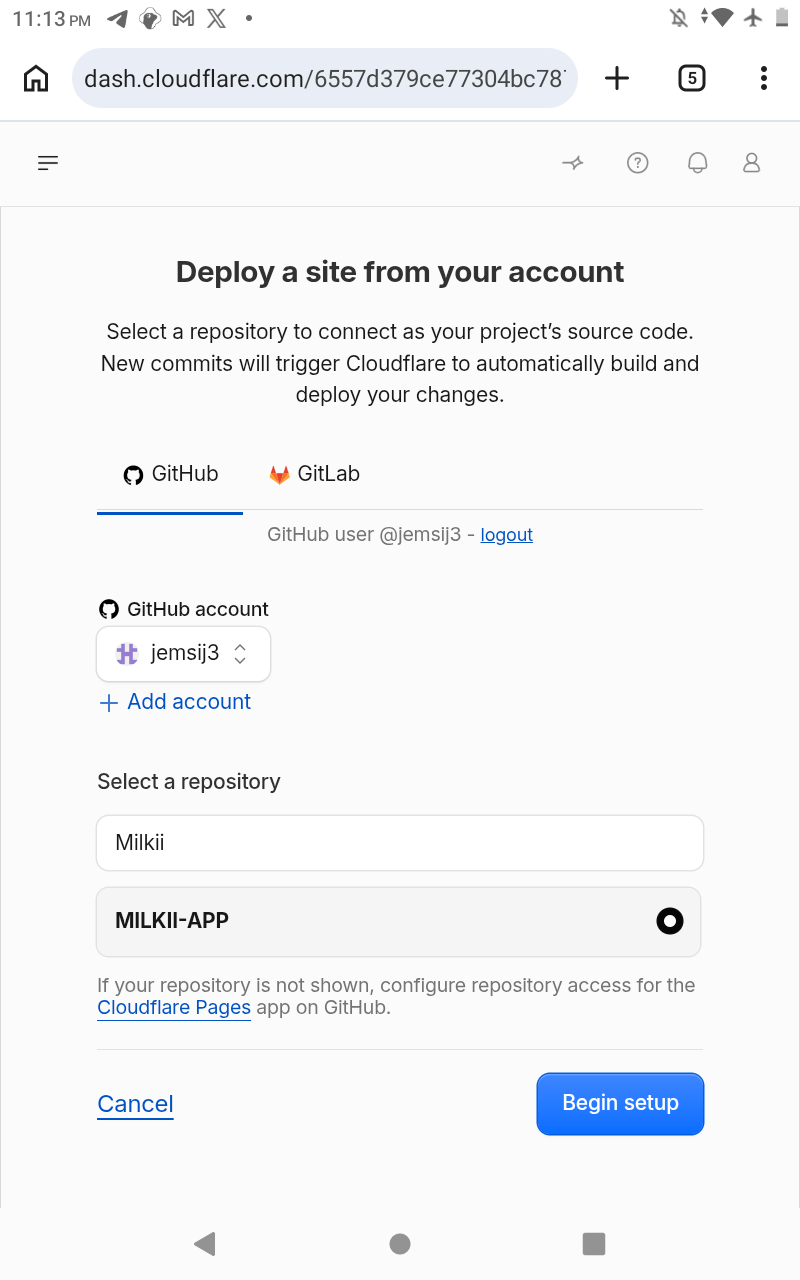 11:13 PM
dash.cloudflare.com/6557d379ce77304bc787
5
Deploy a site from your account
Select a repository to connect as your project’s source code.
New commits will trigger Cloudflare to automatically build and
deploy your changes.
GitHub GitLab
GitHub user @jemsij3 - logout
GitHub account
jemsij3
Add account
Select a repository
Milkii
MILKII-APP
If your repository is not shown, configure repository access for the
Cloudflare Pages app on GitHub.
Cancel Begin setup